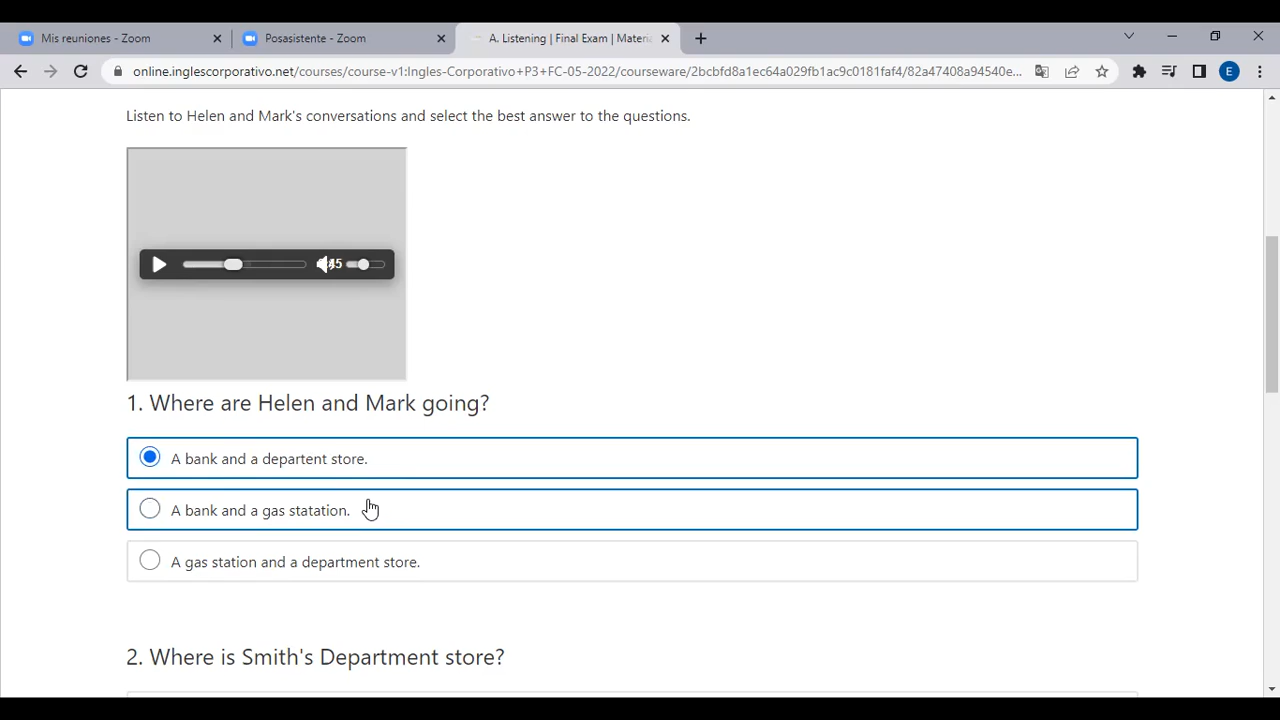 Mis reuniones - Zoom
Posasistente - Zoom
A. Listening | Final Exam | Materi
online.inglescorporativo.net/courses/course-v1:Ingles-Corporativo+P3+FC-05-2022/courseware/2bcbfd8a1ec64a029fb1ac9c0181faf4/82a47408a94540e...
E
Listen to Helen and Mark's conversations and select the best answer to the questions.
45
1. Where are Helen and Mark going?
A bank and a departent store.
A bank and a gas statation.
A gas station and a department store.
2. Where is Smith's Department store?